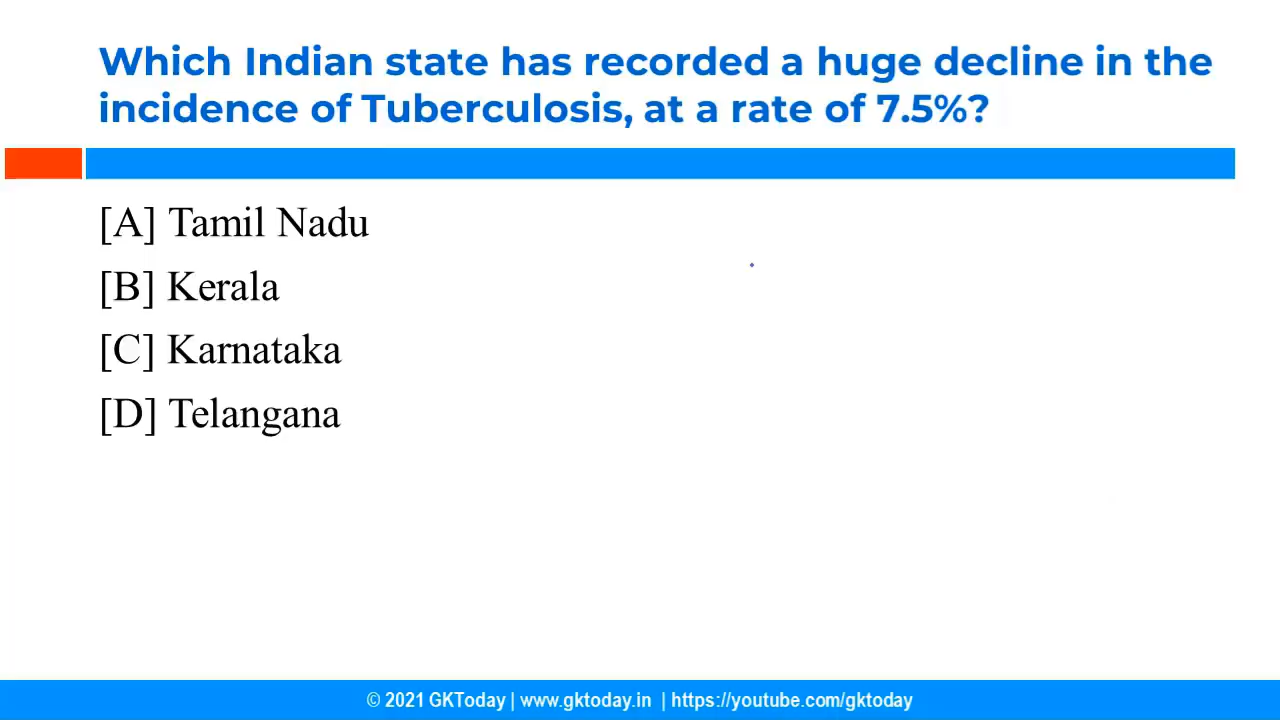 Which Indian state has recorded a huge decline in the
incidence of Tuberculosis, at a rate of 7.5%?
[A] Tamil Nadu
[B] Kerala
[C] Karnataka
[D] Telangana
© 2021 GKToday | www.gktoday.in | https://youtube.com/gktoday